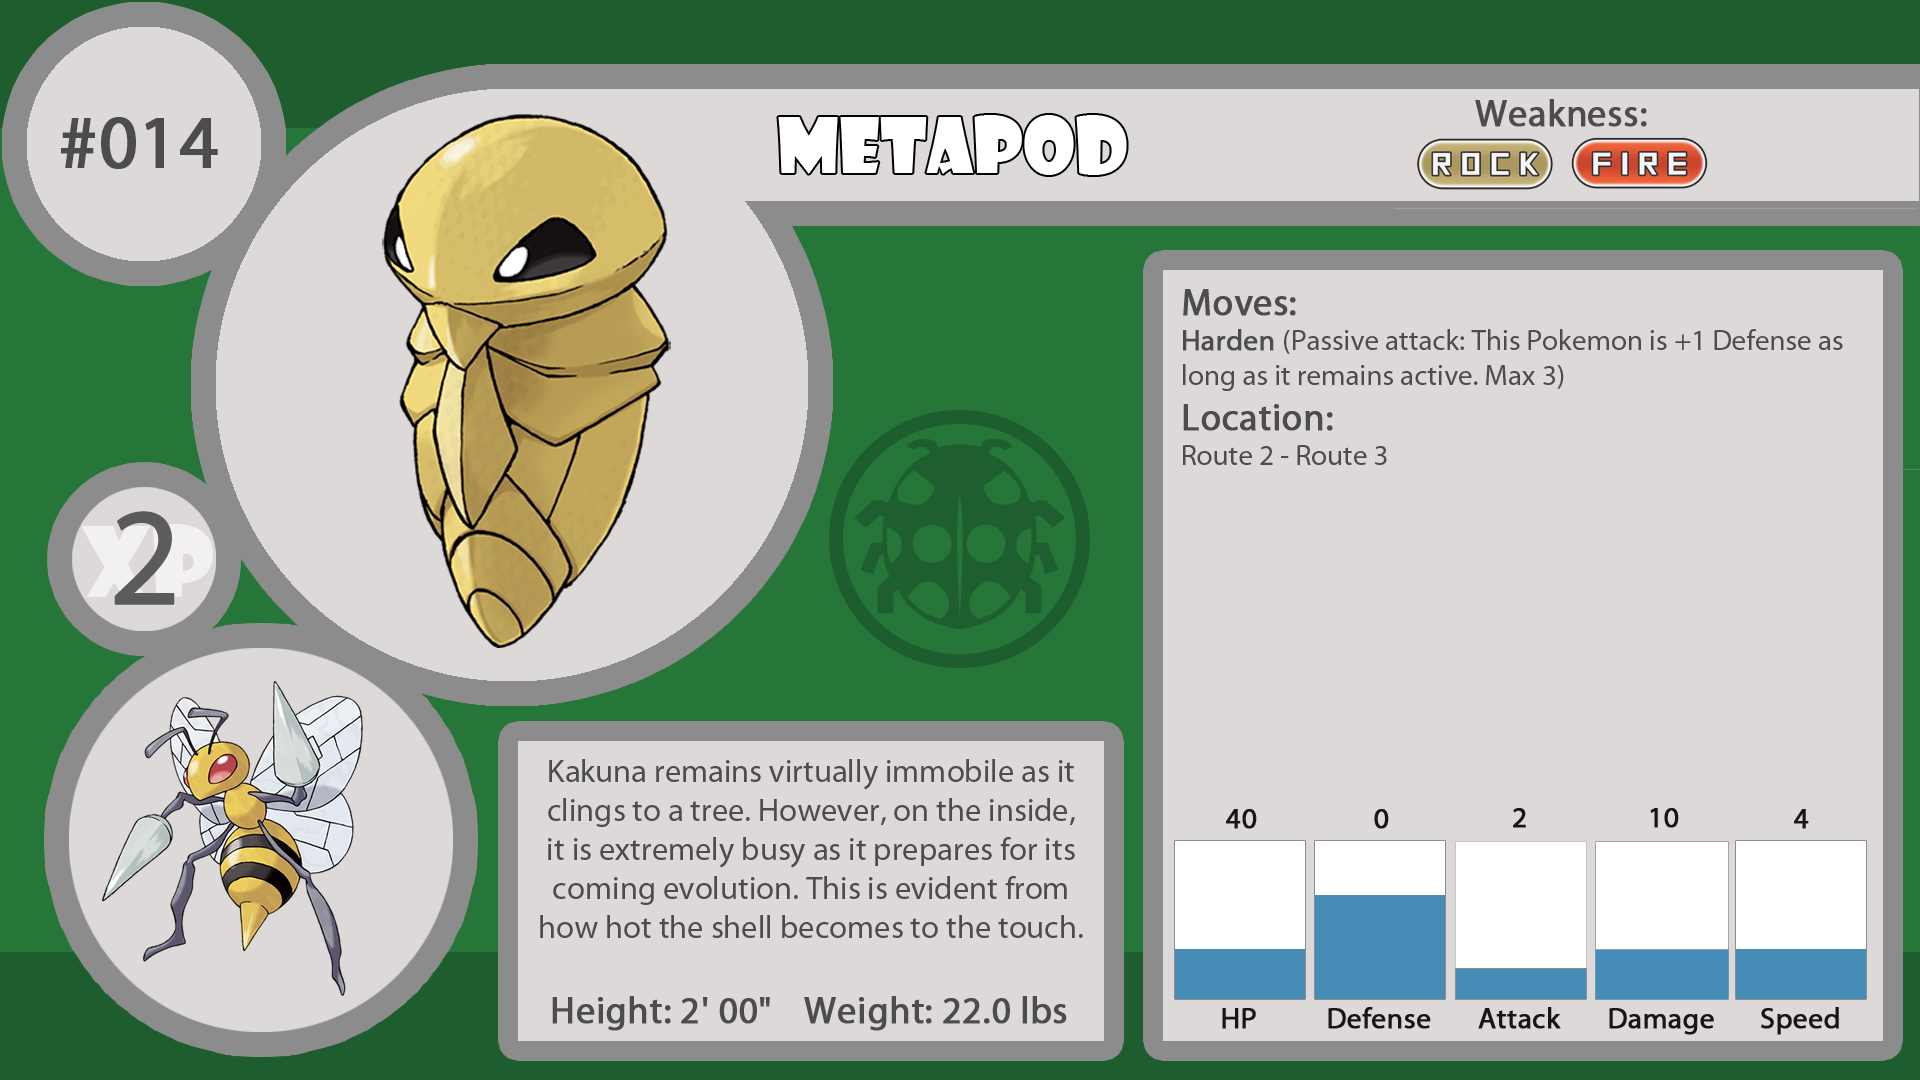 #014
METAPOD
Weakness:
ROCK FIRE
Moves:
Harden (Passive attack: This Pokemon is +1 Defense as
long as it remains active. Max 3)
Location:
Route 2 - Route 3
XP
2
Kakuna remains virtually immobile as it
clings to a tree. However, on the inside,
it is extremely busy as it prepares for its
coming evolution. This is evident from
how hot the shell becomes to the touch.
Height: 2' 00" Weight: 22.0 lbs
40 0 2 10 4
HP Defense Attack Damage Speed